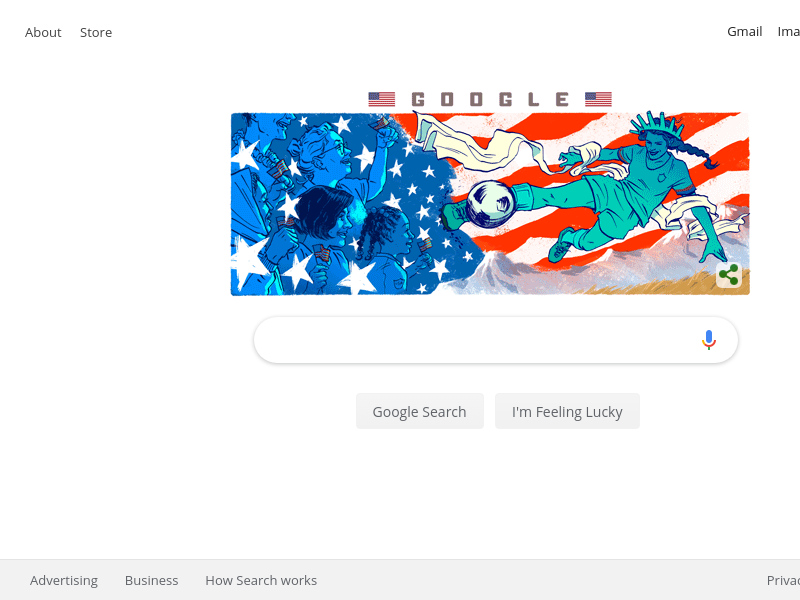 About Store
Gmail Ima
GOOGLE
Google Search I'm Feeling Lucky
Advertising Business How Search works Privac